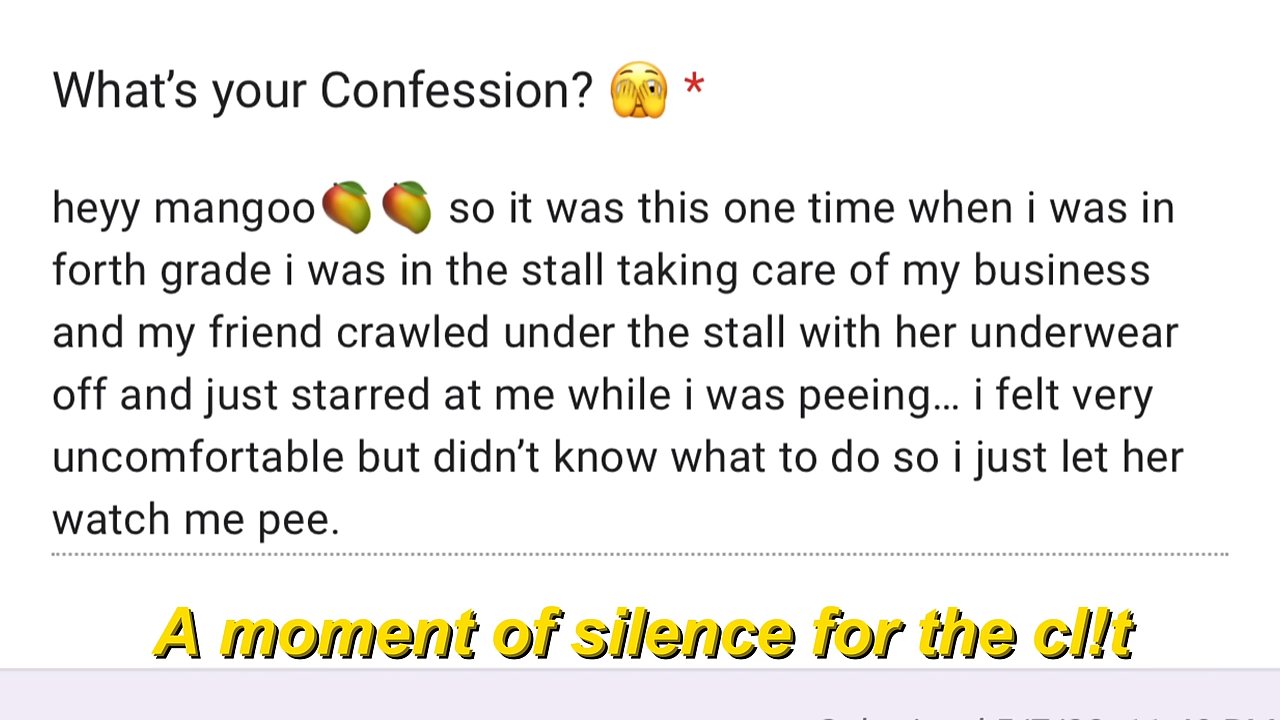 What's your Confession? 🫣 *
heyy mangoo🥭🥭 so it was this one time when i was in
forth grade i was in the stall taking care of my business
and my friend crawled under the stall with her underwear
off and just starred at me while i was peeing... i felt very
uncomfortable but didn't know what to do so i just let her
watch me pee.
A moment of silence for the cl!t